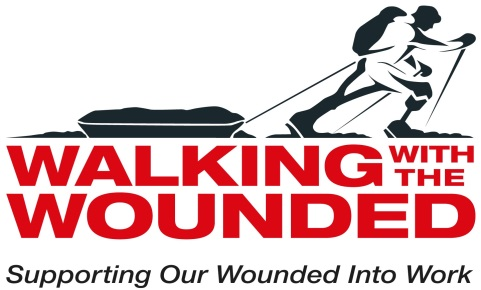 WALKING WITH THE
WOUNDED
Supporting Our Wounded Into Work